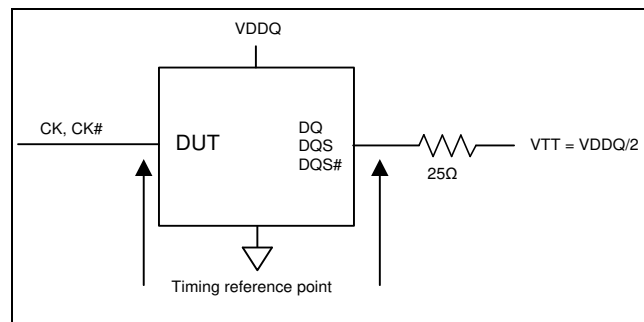 VDDQ
CK, CK#
DUT
DQ
DQS
DQS#
25Ω
VTT = VDDQ/2
Timing reference point